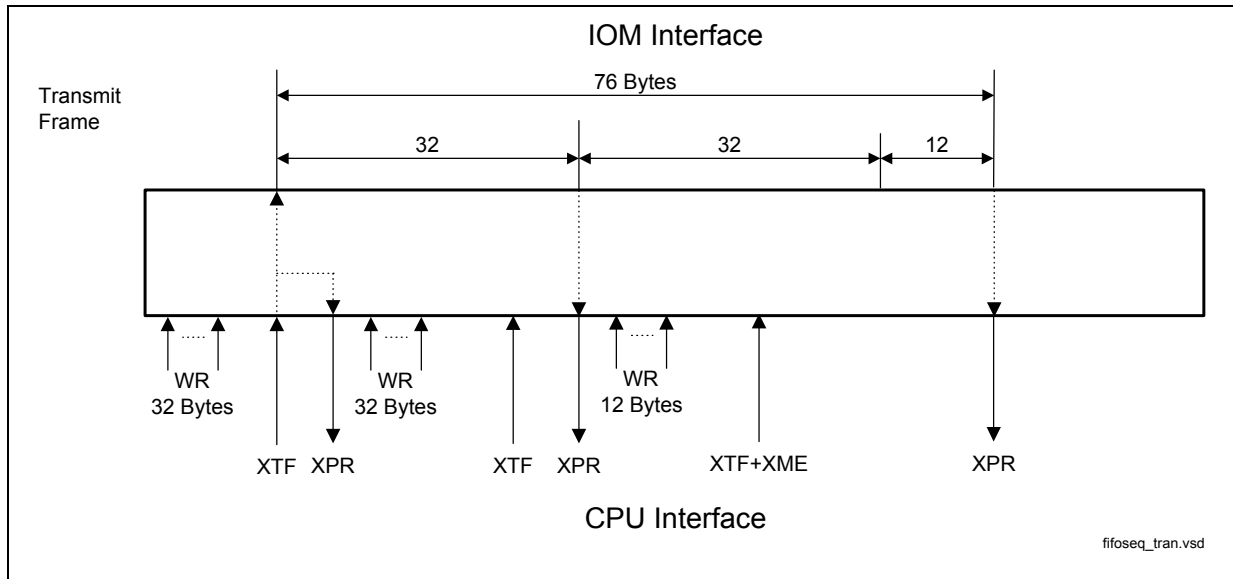 IOM Interface
76 Bytes
Transmit
Frame
32
32
12
.....
.....
.....
WR
32 Bytes
WR
32 Bytes
WR
12 Bytes
XTF
XPR
XTF
XPR
XTF+XME
XPR
CPU Interface
fifoseq_tran.vsd